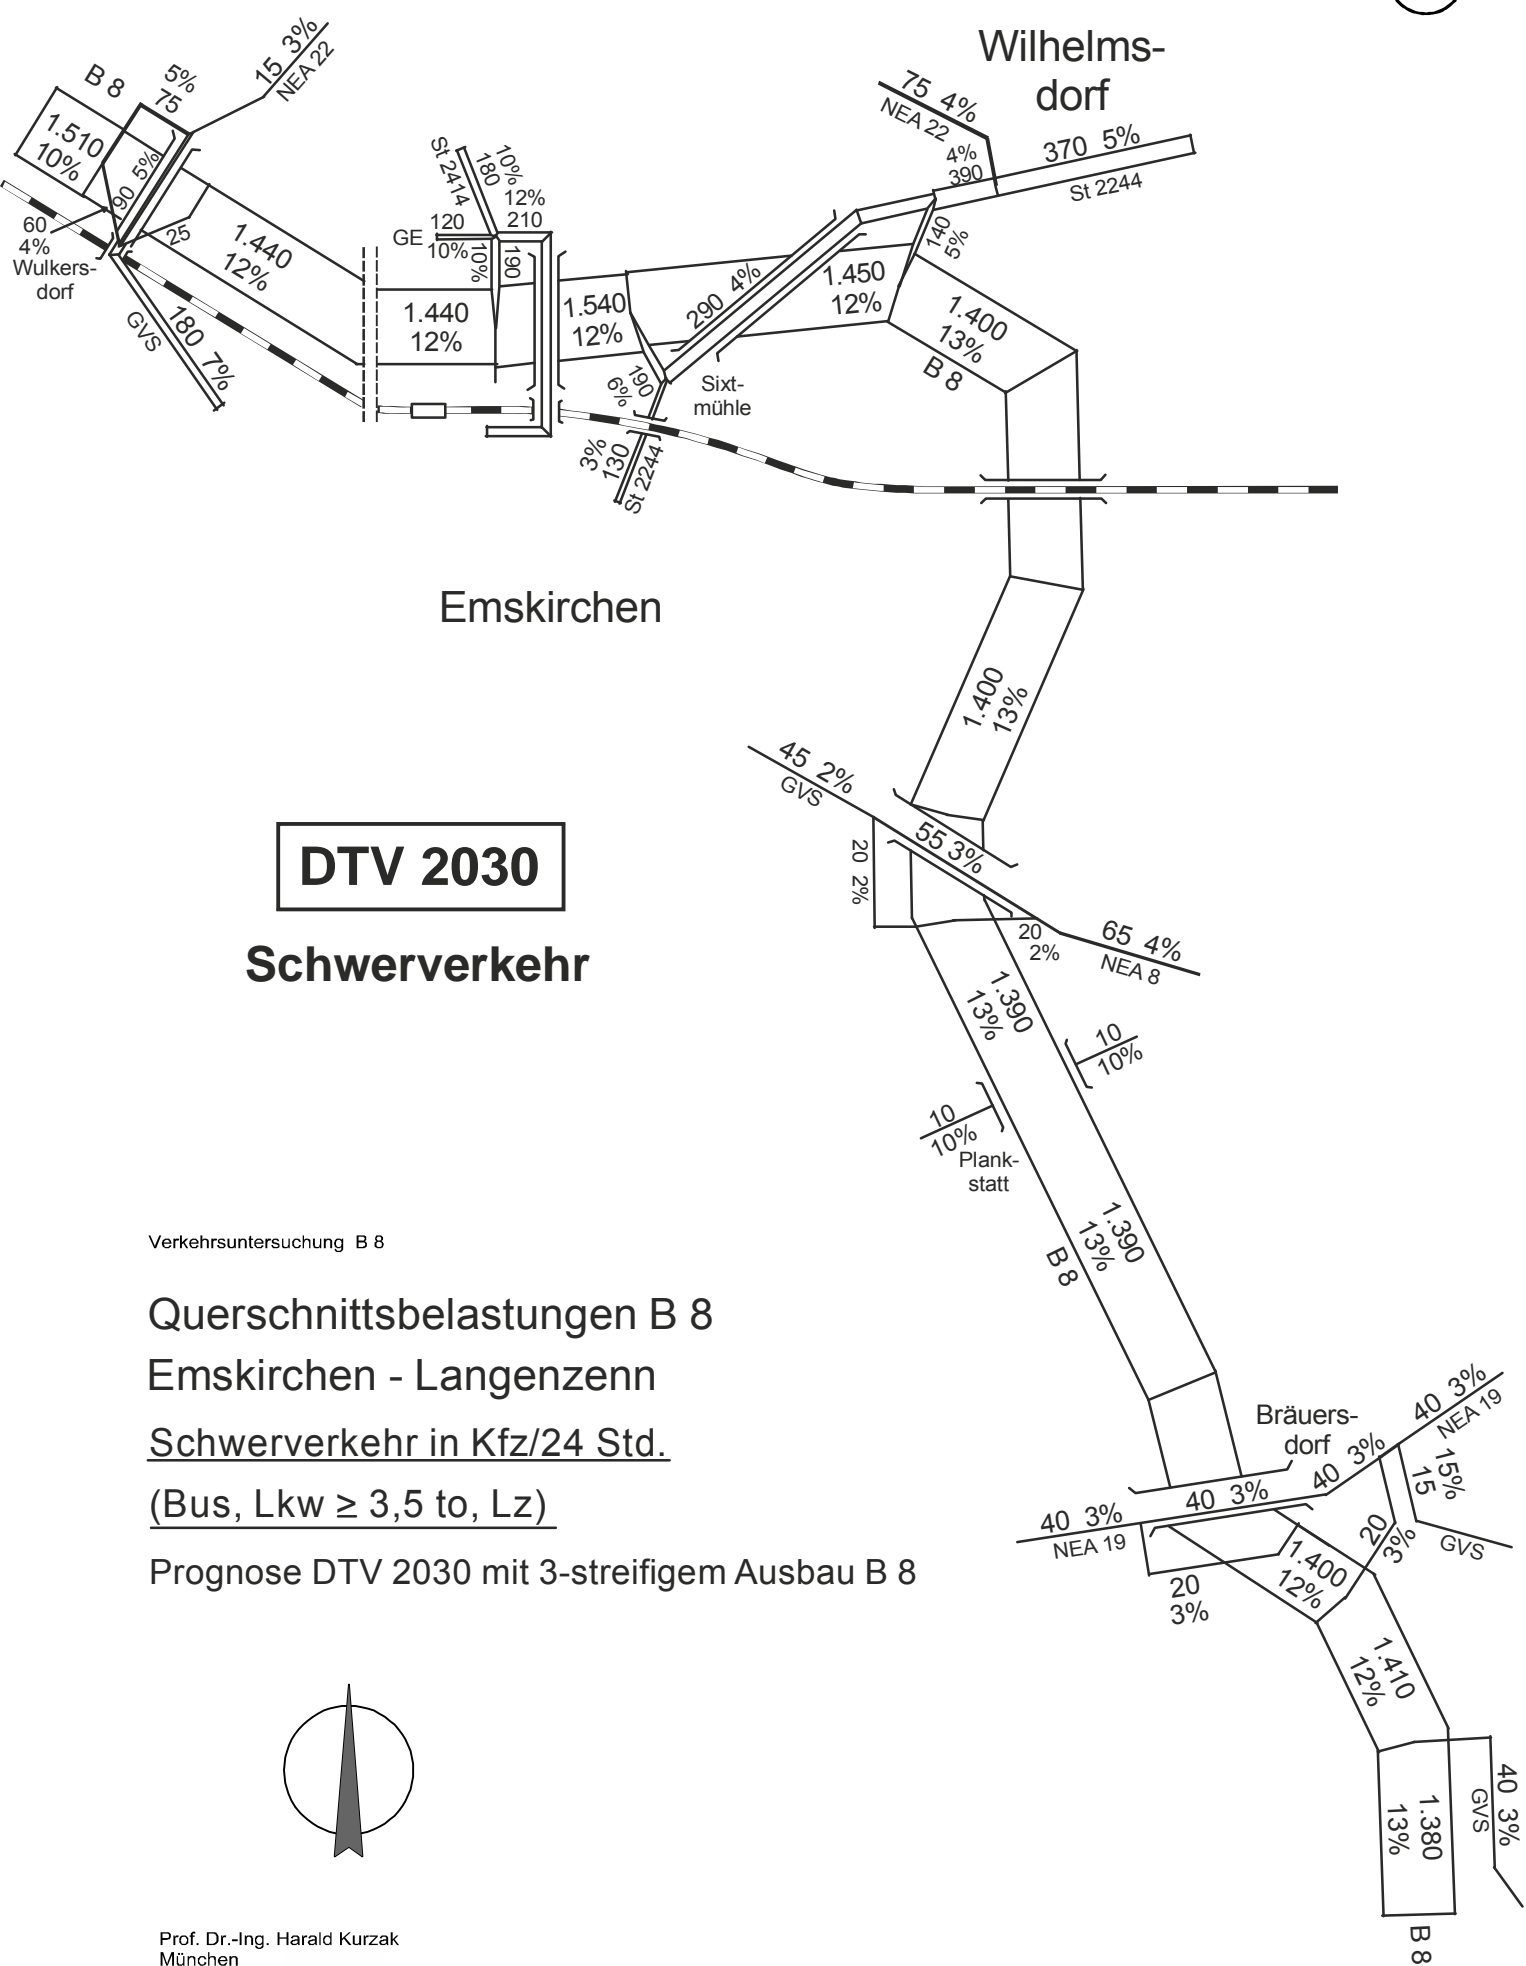 Wilhelms-
dorf
B 8
5%
75
15 3%
NEA 22
1.510
10%
90 5%
60
4%
Wulkers-
dorf
25
1.440
12%
GVS
180 7%
St 2414
180
10%
12%
210
GE
120
10%
10%
190
1.440
12%
1.540
12%
290 4%
1.450
12%
75 4%
NEA 22
4%
390
370 5%
St 2244
140
5%
1.400
13%
B 8
190
6%
Sixt-
mühle
3%
130
St 2244
Emskirchen
1.400
13%
45 2%
GVS
55 3%
20 2%
20
2%
65 4%
NEA 8
DTV 2030
Schwerverkehr
1.390
13%
10
10%
10
10%
Plank-
statt
1.390
13%
B 8
Verkehrsuntersuchung B 8
Querschnittsbelastungen B 8
Emskirchen - Langenzenn
Schwerverkehr in Kfz/24 Std.
(Bus, Lkw ≥ 3,5 to, Lz)
Prognose DTV 2030 mit 3-streifigem Ausbau B 8
Bräuers-
dorf
40 3%
NEA 19
40 3%
40 3%
40 3%
NEA 19
15%
15
GVS
20
3%
20
3%
1.400
12%
1.410
12%
1.380
13%
40 3%
GVS
B 8
Prof. Dr.-Ing. Harald Kurzak
München